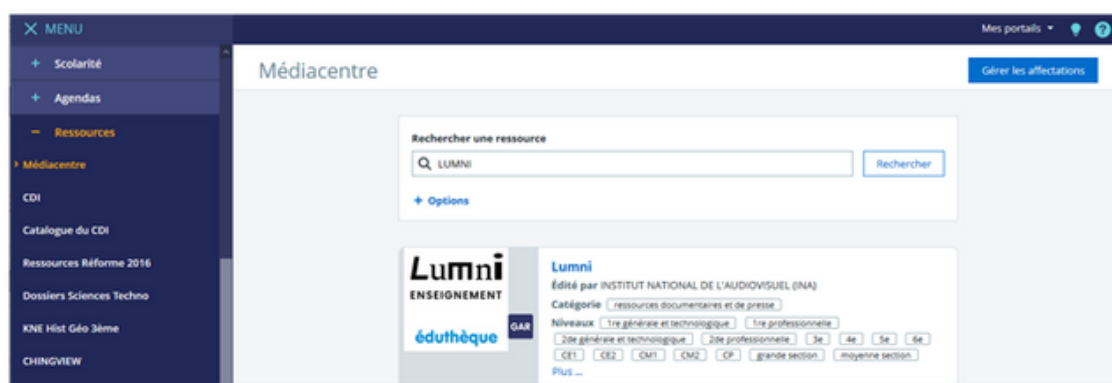 MENU
Mes portails
+ Scolarité
+ Agendas
− Ressources
Médiacentre
CDI
Catalogue du CDI
Ressources Réforme 2016
Dossiers Sciences Techno
KNE Hist Géo 3ème
CHINGVIEW
Médiacentre
Gérer les affectations
Rechercher une ressource
LUMNI
Rechercher
+ Options
Lumni
ENSEIGNEMENT
éduthèque
GAR
Lumni
Édité par INSTITUT NATIONAL DE L'AUDIOVISUEL (INA)
Catégorie ressources documentaires et de presse
Niveaux 1re générale et technologique 1re professionnelle
2de générale et technologique 2de professionnelle 3e 4e 5e 6e
CE1 CE2 CM1 CM2 CP grande section moyenne section
Plus ...